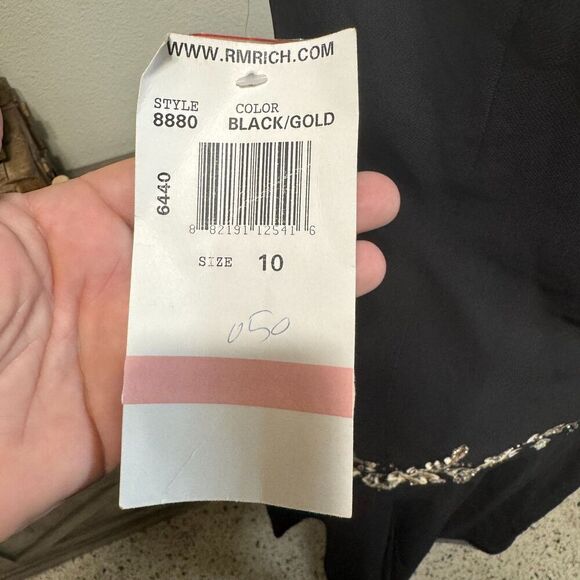 WWW.RMRICH.COM
STYLE COLOR
8880 BLACK/GOLD
6440
8 82191 12541 6
SIZE 10
050